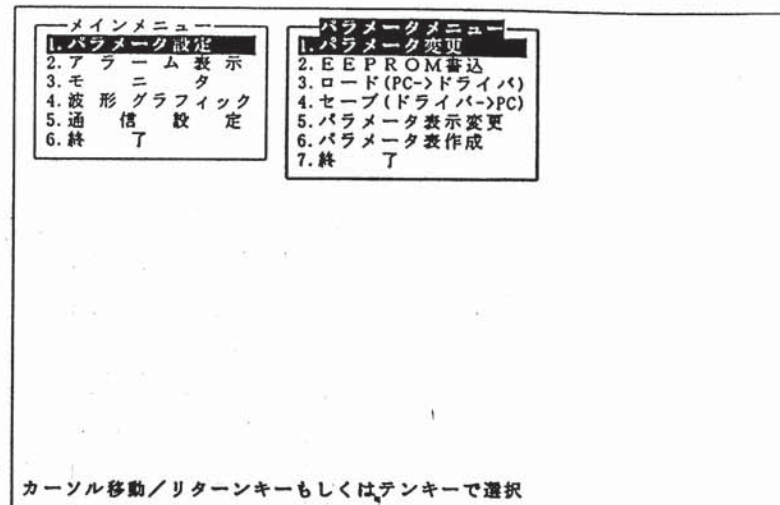 メインメニュー
1.パラメータ設定
2.アラーム表示
3.モニタ
4.波形グラフィック
5.通信設定
6.終了
パラメータメニュー
1.パラメータ変更
2.EEPROM書込
3.ロード(PC->ドライバ)
4.セーブ(ドライバ->PC)
5.パラメータ表示変更
6.パラメータ表作成
7.終了
カーソル移動/リターンキーもしくはテンキーで選択